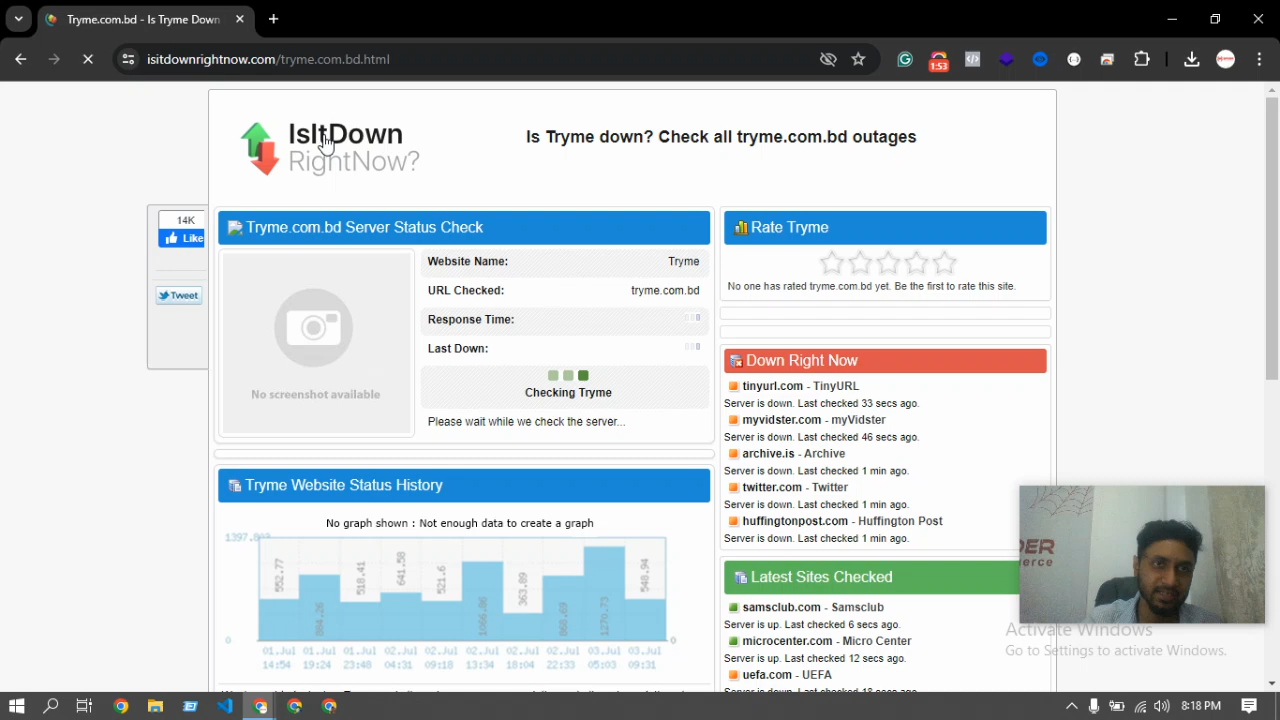 Tryme.com.bd - Is Tryme Down
isitdownrightnow.com/tryme.com.bd.html
1:53
IsItDown
RightNow?
Is Tryme down? Check all tryme.com.bd outages
14K
Like
Tweet
Tryme.com.bd Server Status Check
No screenshot available
Website Name: Tryme
URL Checked: tryme.com.bd
Response Time:
Last Down:
Checking Tryme
Please wait while we check the server...
Tryme Website Status History
No graph shown : Not enough data to create a graph
552.77
518.41
641.58
521.6
1066.86
363.89
1270.73
548.94
0
0
01.Jul 01.Jul 01.Jul 02.Jul 02.Jul 02.Jul 02.Jul 02.Jul 03.Jul 03.Jul
14:54 19:24 23:48 04:31 09:18 13:34 18:04 22:33 05:03 09:31
Rate Tryme
No one has rated tryme.com.bd yet. Be the first to rate this site.
Down Right Now
tinyurl.com - TinyURL
Server is down. Last checked 33 secs ago.
myvidster.com - myVidster
Server is down. Last checked 46 secs ago.
archive.is - Archive
Server is down. Last checked 1 min ago.
twitter.com - Twitter
Server is down. Last checked 1 min ago.
huffingtonpost.com - Huffington Post
Server is down. Last checked 1 min ago.
Latest Sites Checked
samsclub.com - Samsclub
Server is up. Last checked 6 secs ago.
microcenter.com - Micro Center
Server is up. Last checked 12 secs ago.
uefa.com - UEFA
DER
merce
Activate Windows
Go to Settings to activate Windows.
8:18 PM